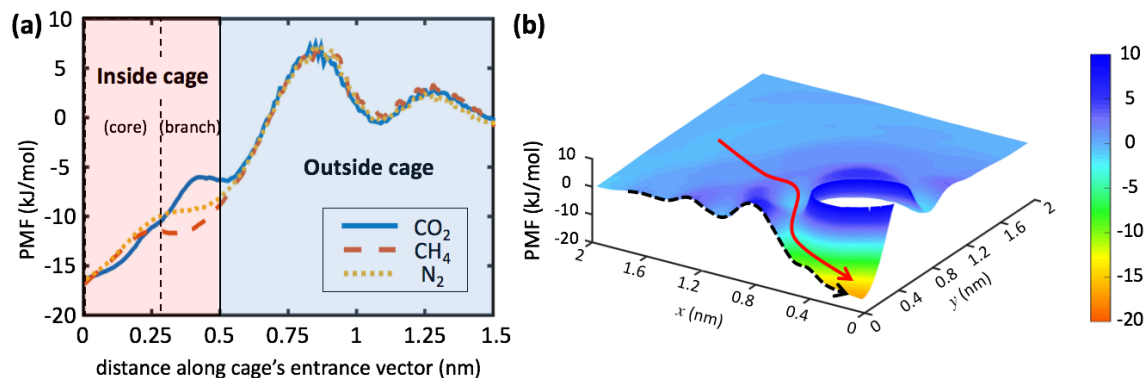 (a)
PMF (kJ/mol)
10
5
0
-5
-10
-15
-20
Inside cage
(core)
(branch)
Outside cage
CO2
CH4
N2
0
0.25
0.5
0.75
1
1.25
1.5
distance along cage's entrance vector (nm)
(b)
PMF (kJ/mol)
10
0
-10
-20
2
1.6
1.2
0.8
0.4
0
x (nm)
0
0.4
0.8
1.2
1.6
2
y (nm)
10
5
0
-5
-10
-15
-20